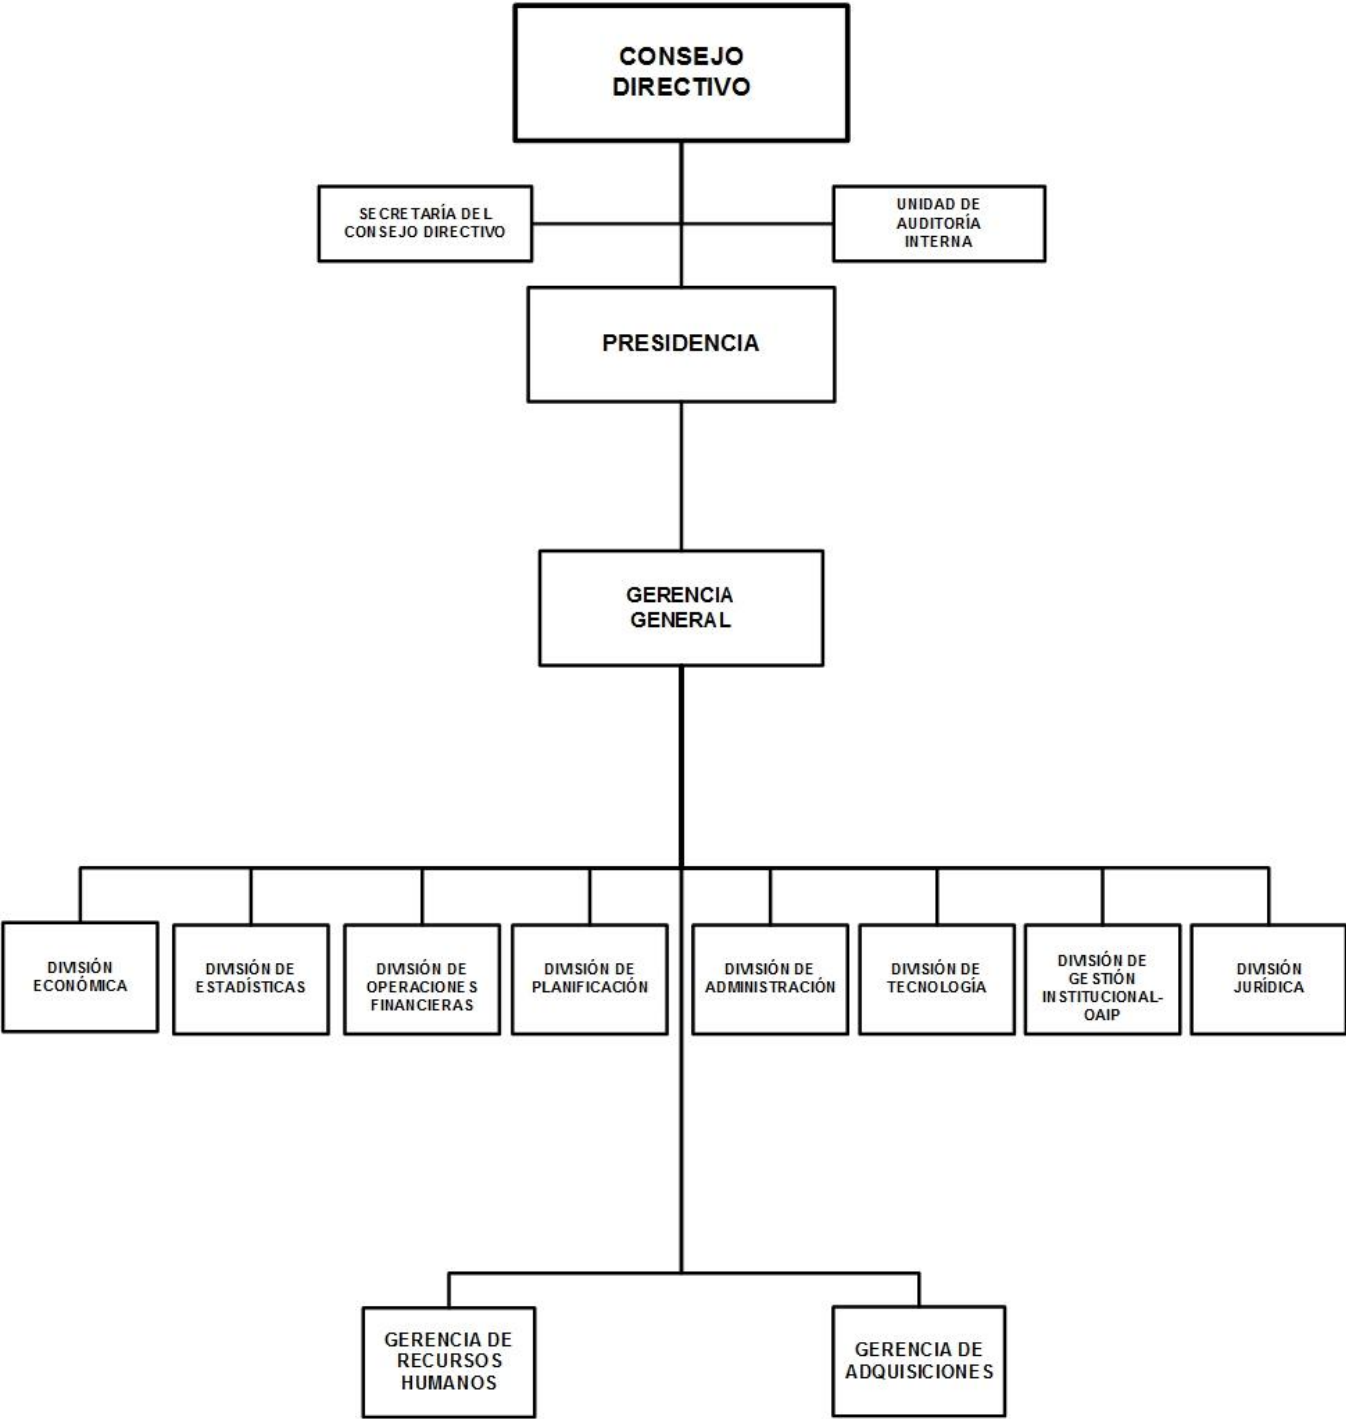 CONSEJO
DIRECTIVO
SECRETARÍA DEL
CONSEJO DIRECTIVO
UNIDAD DE
AUDITORÍA
INTERNA
PRESIDENCIA
GERENCIA
GENERAL
DIVISIÓN
ECONÓMICA
DIVISIÓN DE
ESTADÍSTICAS
DIVISIÓN DE
OPERACIONES
FINANCIERAS
DIVISIÓN DE
PLANIFICACIÓN
DIVISIÓN DE
ADMINISTRACIÓN
DIVISIÓN DE
TECNOLOGÍA
DIVISIÓN DE
GESTIÓN
INSTITUCIONAL-
OAIP
DIVISIÓN
JURÍDICA
GERENCIA DE
RECURSOS
HUMANOS
GERENCIA DE
ADQUISICIONES